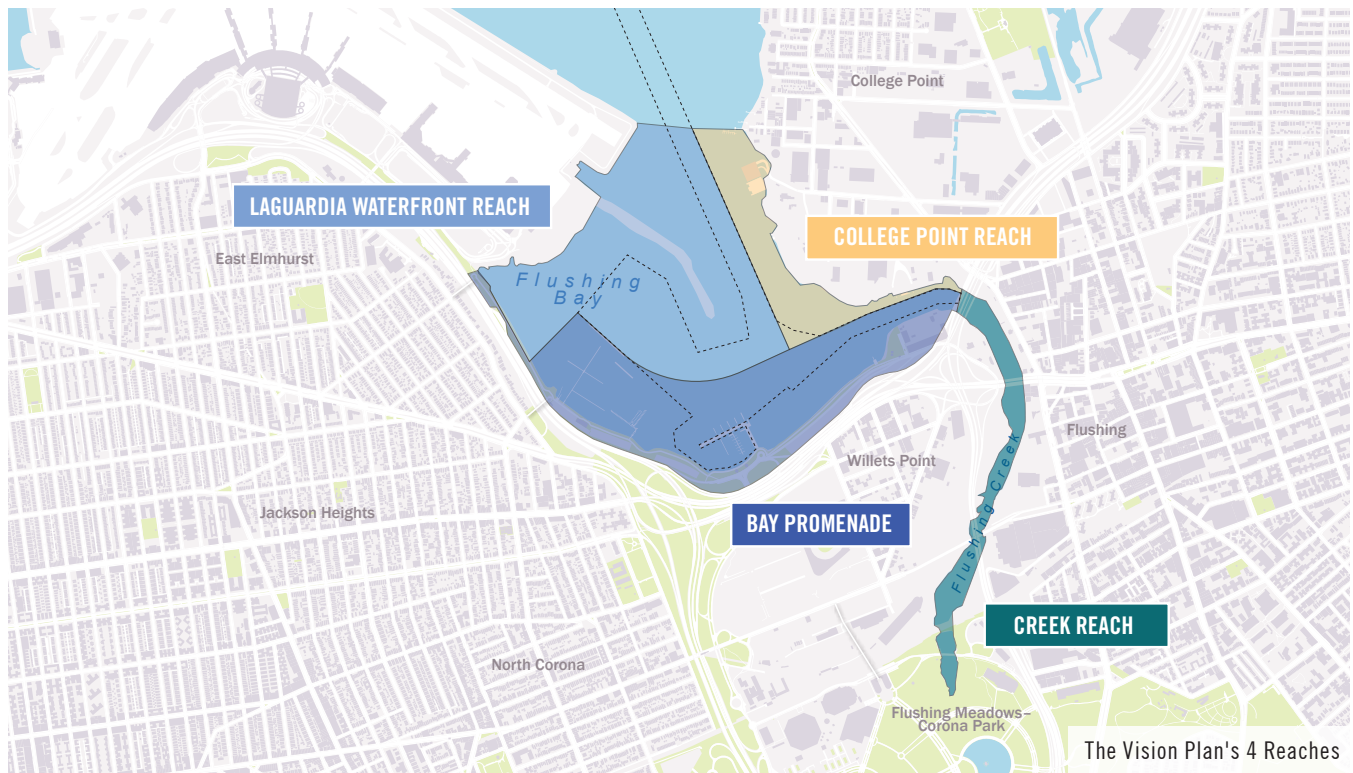 College Point
LAGUARDIA WATERFRONT REACH
COLLEGE POINT REACH
East Elmhurst
Flushing
Bay
Flushing
Willets Point
Jackson Heights
BAY PROMENADE
Flushing Creek
CREEK REACH
North Corona
Flushing Meadows–
Corona Park
The Vision Plan's 4 Reaches